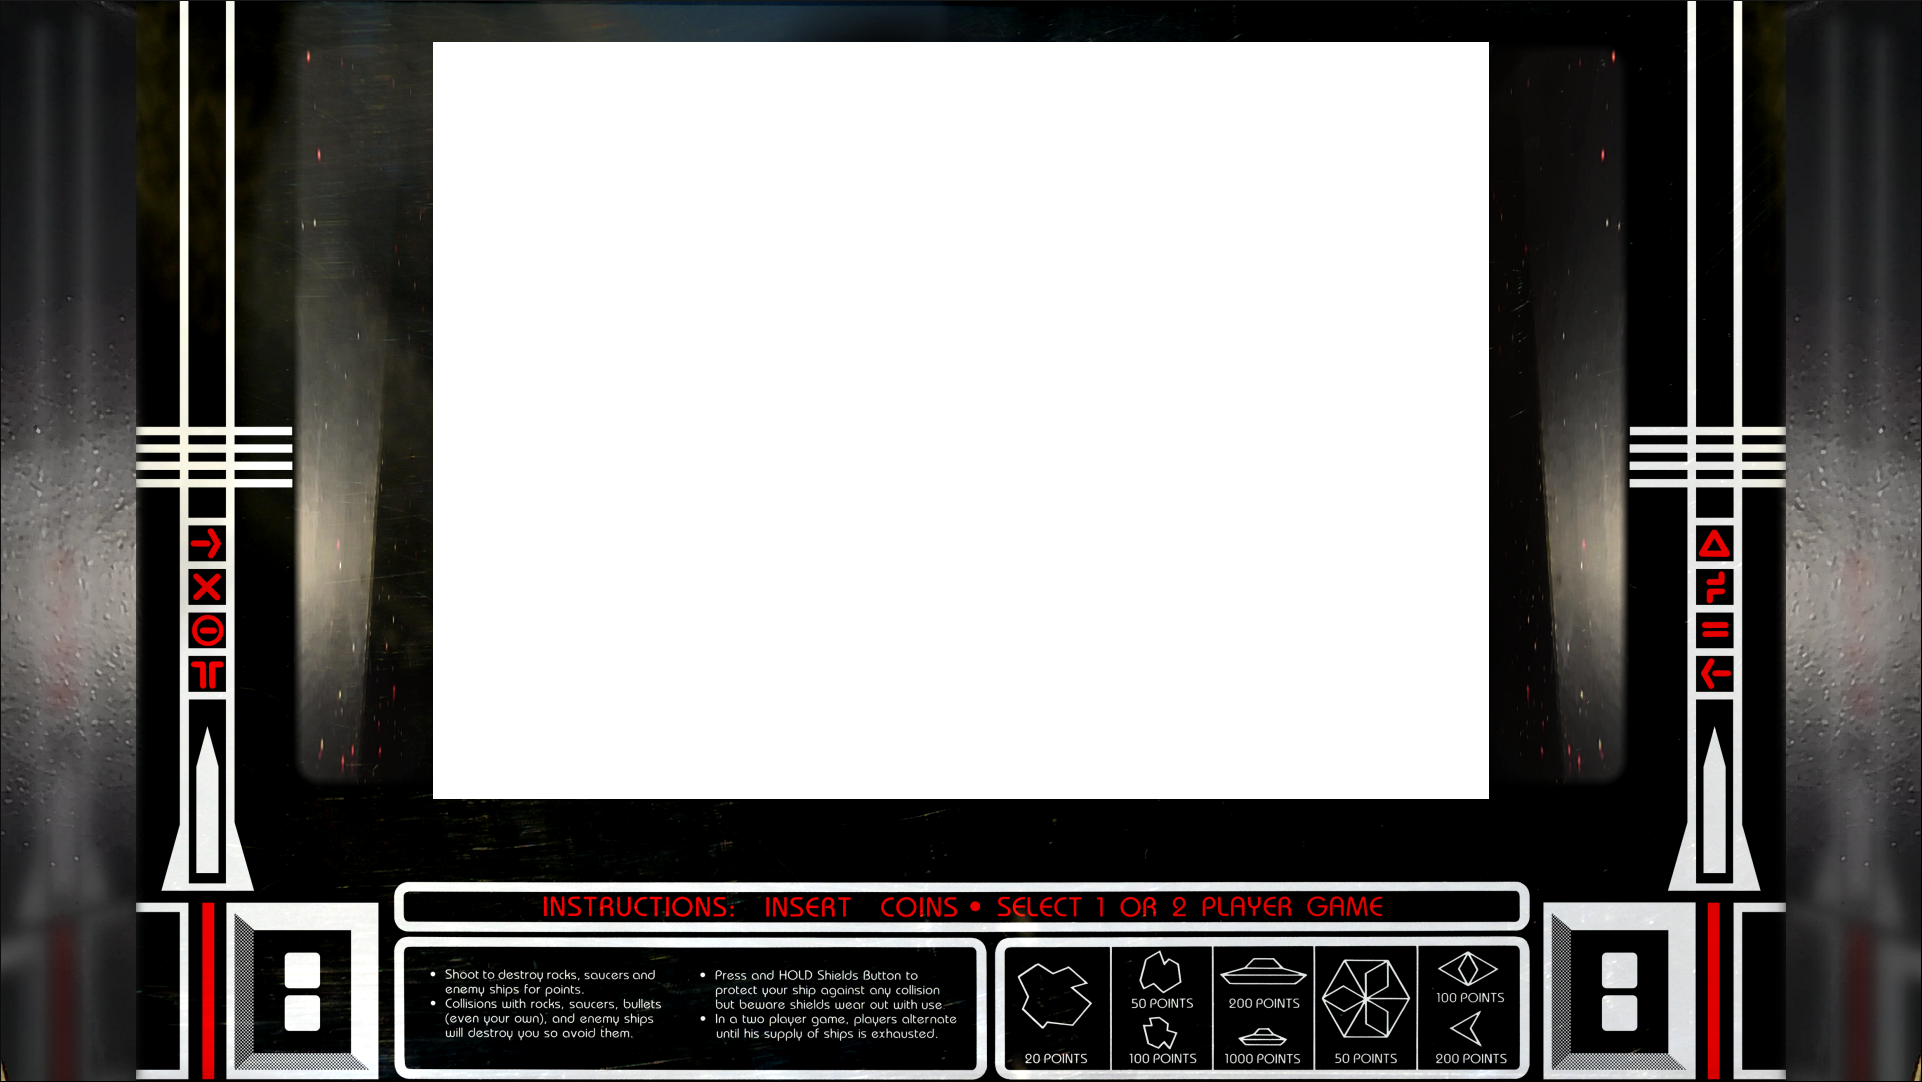 INSTRUCTIONS: INSERT COINS • SELECT 1 OR 2 PLAYER GAME
• Shoot to destroy rocks, saucers and
enemy ships for points.
• Collisions with rocks, saucers, bullets
(even your own), and enemy ships
will destroy you so avoid them.
• Press and HOLD Shields Button to
protect your ship against any collision
but beware shields wear out with use
• In a two player game, players alternate
until his supply of ships is exhausted.
20 POINTS
50 POINTS
100 POINTS
200 POINTS
1000 POINTS
50 POINTS
100 POINTS
200 POINTS